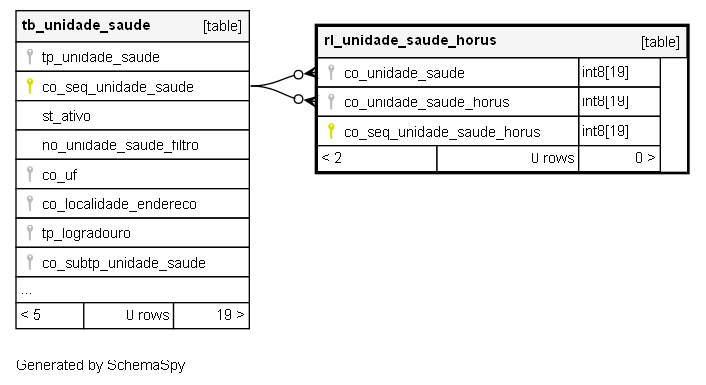 tb_unidade_saude [table]
tp_unidade_saude
co_seq_unidade_saude
st_ativo
no_unidade_saude_filtro
co_uf
co_localidade_endereco
tp_logradouro
co_subtp_unidade_saude
...
< 5 0 rows 19 >
rl_unidade_saude_horus [table]
co_unidade_saude int8[19]
co_unidade_saude_horus int8[19]
co_seq_unidade_saude_horus int8[19]
< 2 0 rows 0 >
Generated by SchemaSpy